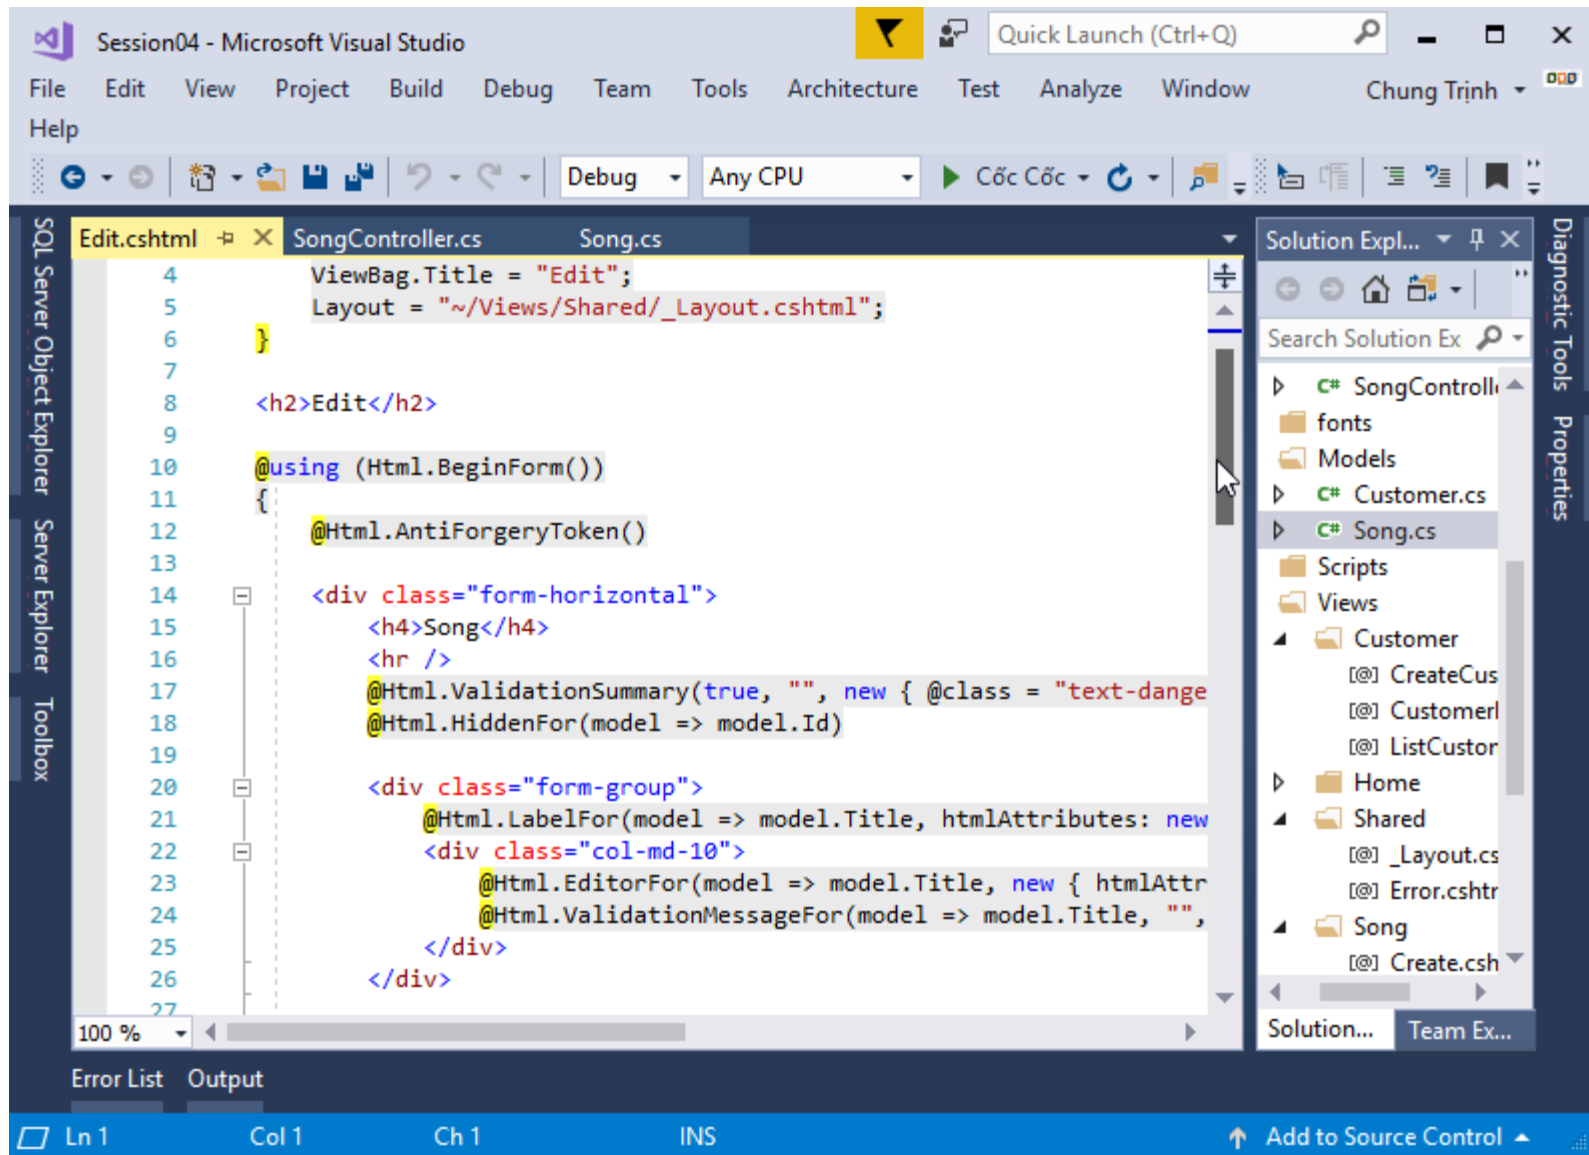 Session04 - Microsoft Visual Studio
Quick Launch (Ctrl+Q)
File Edit View Project Build Debug Team Tools Architecture Test Analyze Window
Chung Trịnh
Help
Debug Any CPU Cốc Cốc
SQL Server Object Explorer
Server Explorer
Toolbox
Edit.cshtml SongController.cs Song.cs
4 ViewBag.Title = "Edit";
5 Layout = "~/Views/Shared/_Layout.cshtml";
6 }
7
8 <h2>Edit</h2>
9
10 @using (Html.BeginForm())
11 {
12 @Html.AntiForgeryToken()
13
14 <div class="form-horizontal">
15 <h4>Song</h4>
16 <hr />
17 @Html.ValidationSummary(true, "", new { @class = "text-dange
18 @Html.HiddenFor(model => model.Id)
19
20 <div class="form-group">
21 @Html.LabelFor(model => model.Title, htmlAttributes: new
22 <div class="col-md-10">
23 @Html.EditorFor(model => model.Title, new { htmlAttr
24 @Html.ValidationMessageFor(model => model.Title, "",
25 </div>
26 </div>
27
100 %
Solution Expl...
Search Solution Ex
C# SongControll
fonts
Models
C# Customer.cs
C# Song.cs
Scripts
Views
Customer
[@] CreateCus
[@] Customer
[@] ListCustor
Home
Shared
[@] _Layout.cs
[@] Error.cshtr
Song
[@] Create.csh
Solution... Team Ex...
Diagnostic Tools
Properties
Error List Output
Ln 1 Col 1 Ch 1 INS
Add to Source Control